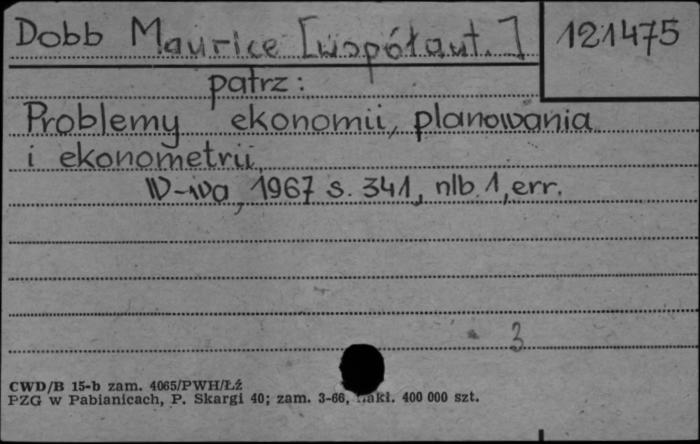 Dobb Maurice [współaut.] 121475
patrz:
Problemy ekonomii, planowania
i ekonometrii,
W-wa, 1967 s. 341, nlb. 1, err.
3
CWD/B 15-b zam. 4065/PWH/Łź
PZG w Pabianicach, P. Skargi 40; zam. 3-66, nakł. 400 000 szt.